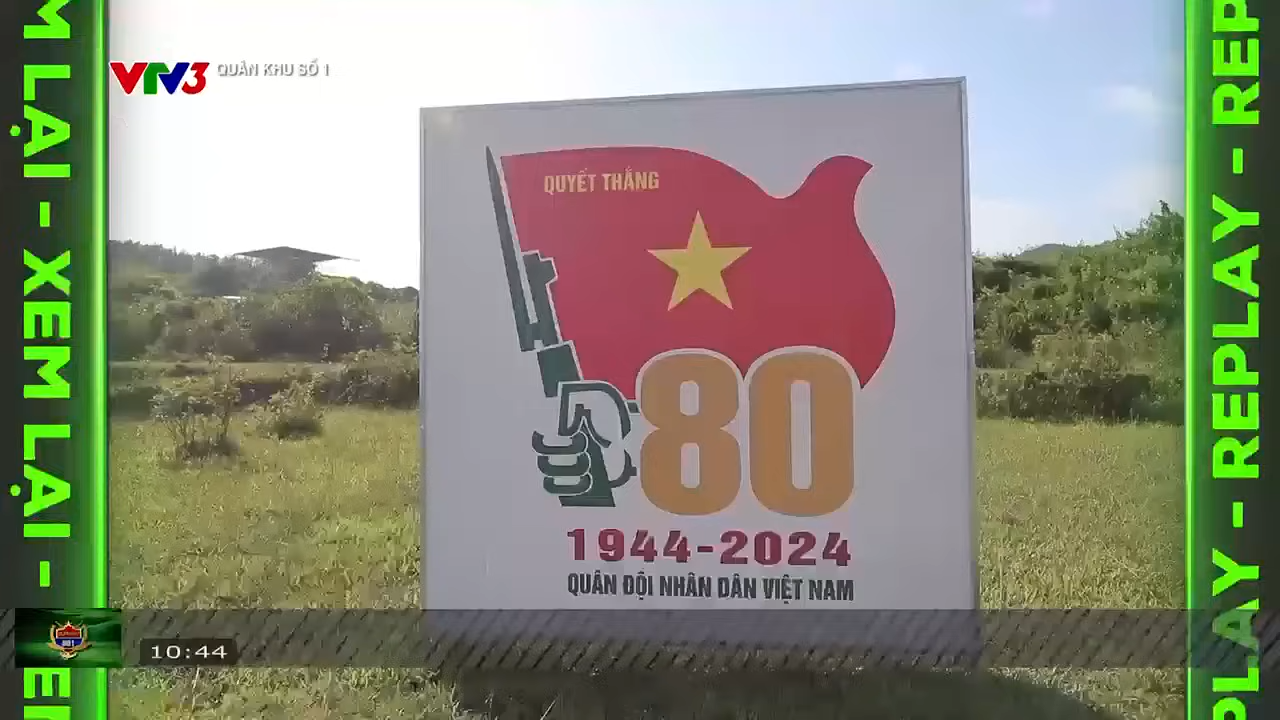 VTV3 QUÂN KHU SỐ 1
QUYẾT THẮNG
80
1944-2024
QUÂN ĐỘI NHÂN DÂN VIỆT NAM
10:44
XEM LẠI - XEM LẠI -
REPLAY - REPLAY - REP